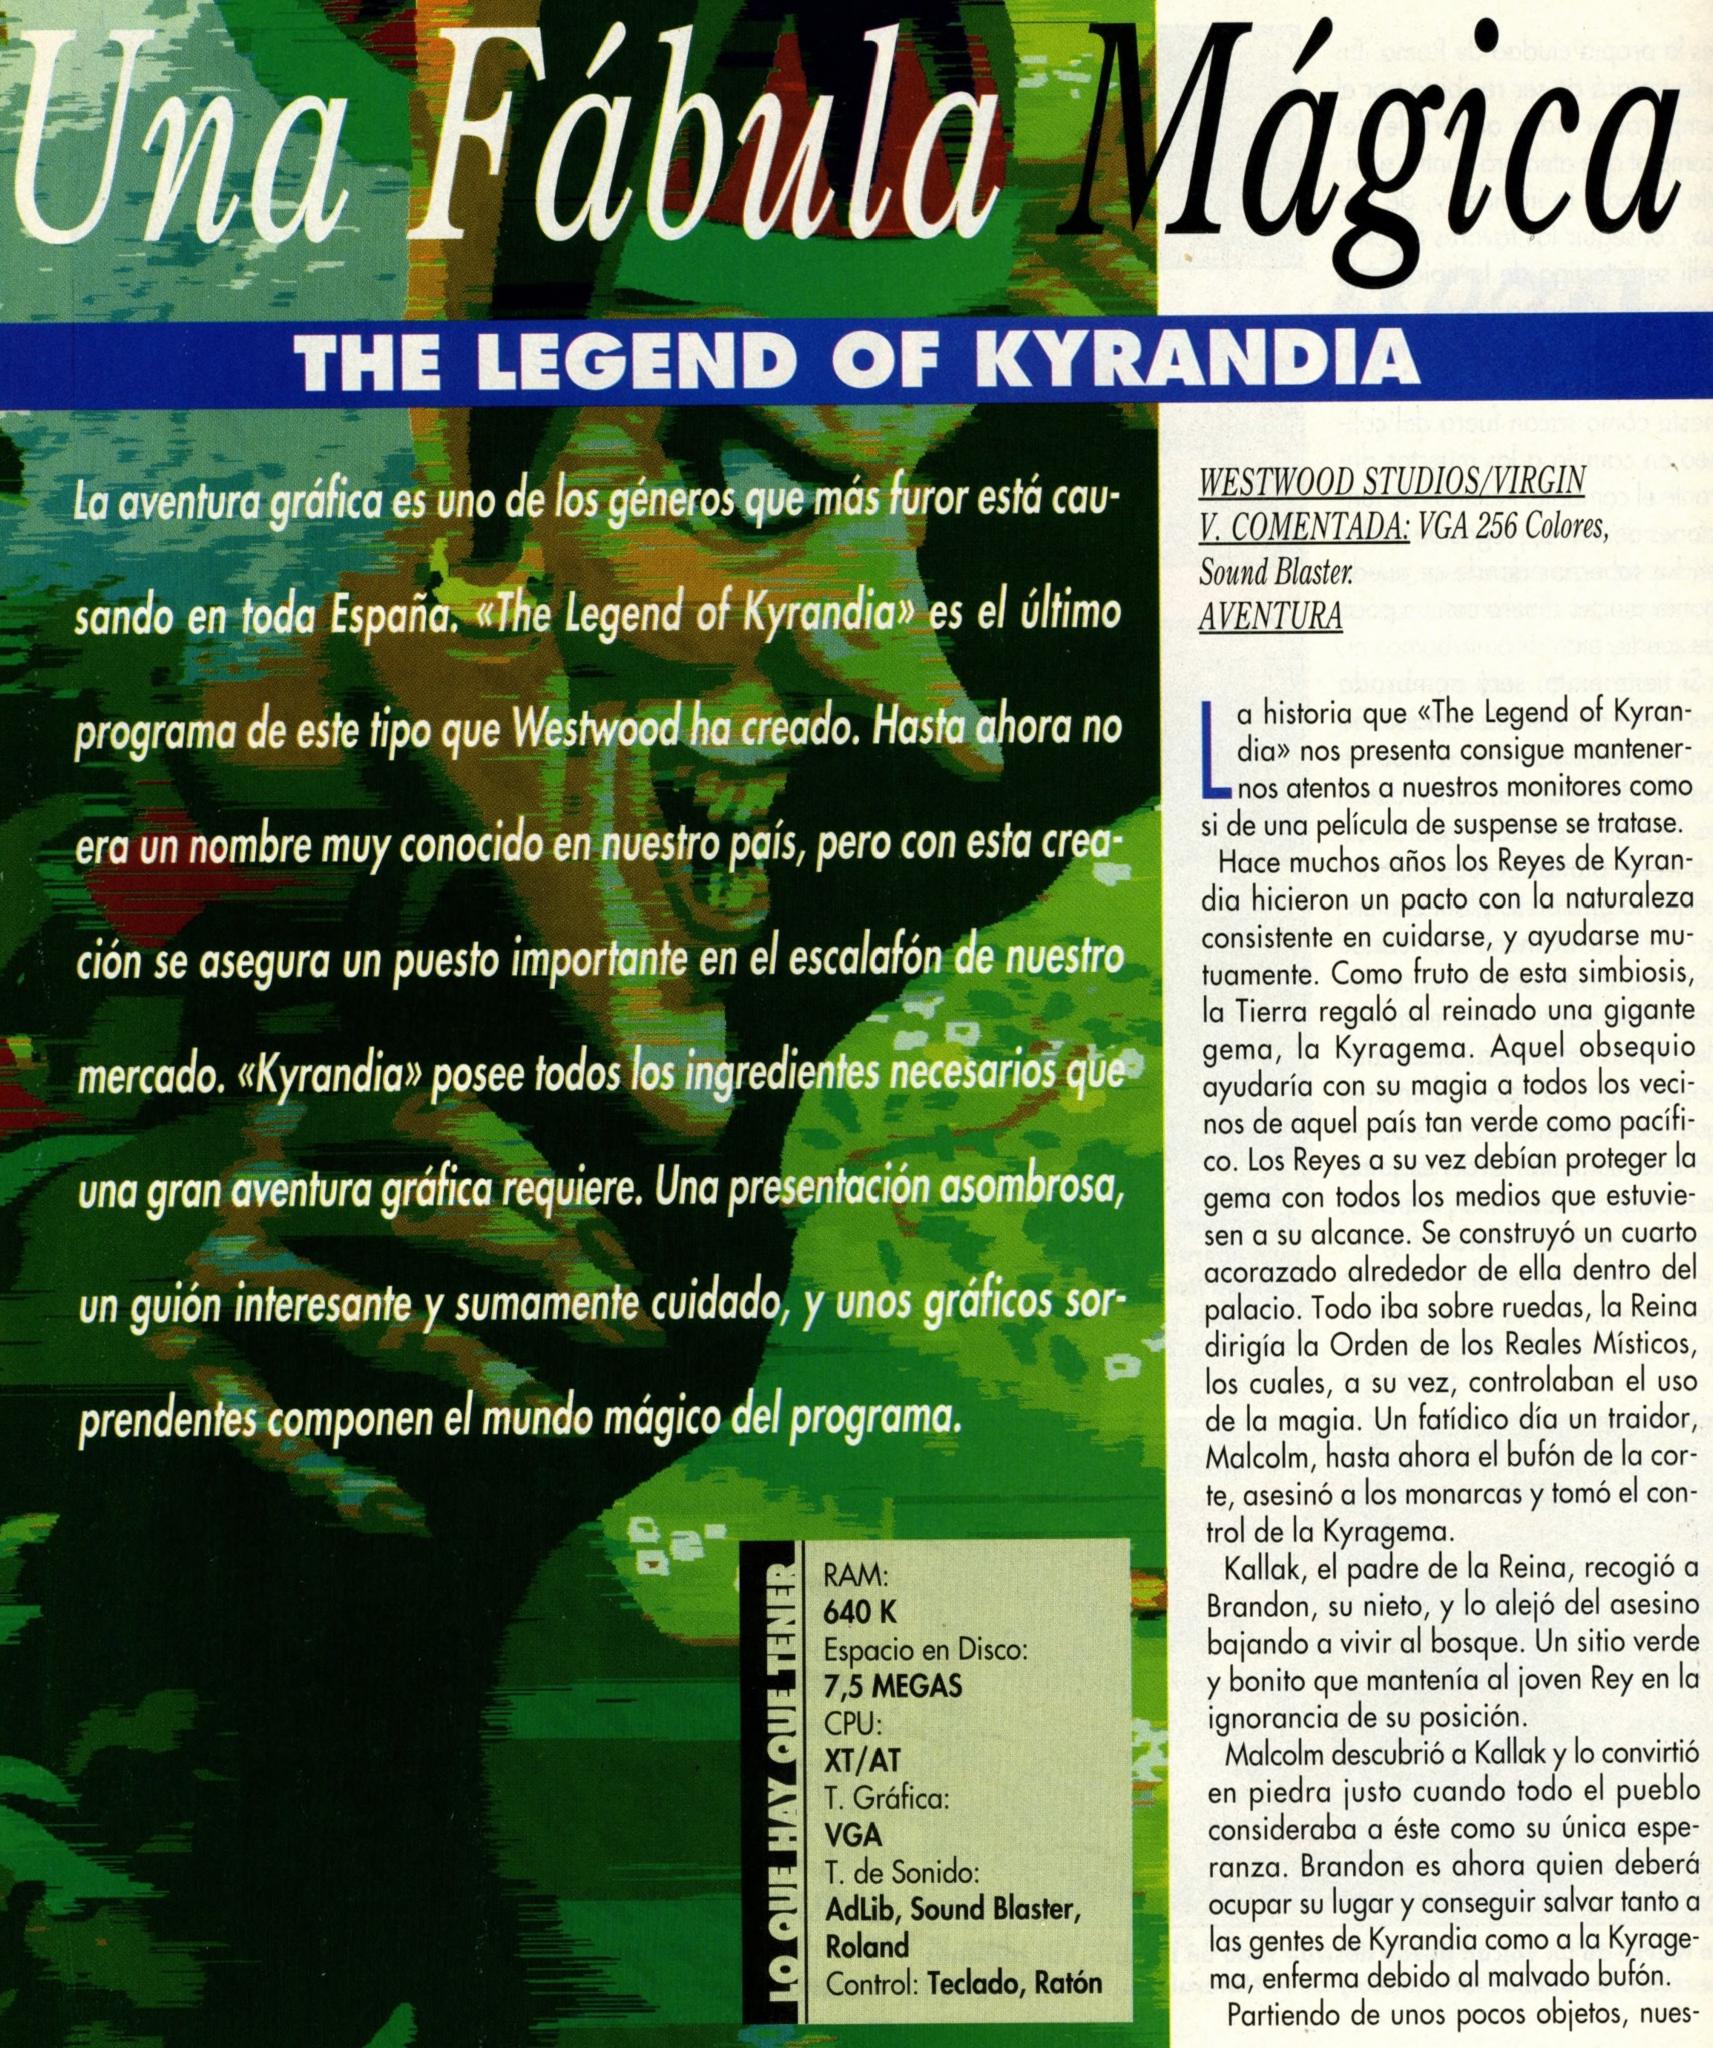 Una Fábula Mágica
THE LEGEND OF KYRANDIA
La aventura gráfica es uno de los géneros que más furor está cau-
sando en toda España. «The Legend of Kyrandia» es el último
programa de este tipo que Westwood ha creado. Hasta ahora no
era un nombre muy conocido en nuestro país, pero con esta crea-
ción se asegura un puesto importante en el escalafón de nuestro
mercado. «Kyrandia» posee todos los ingredientes necesarios que
una gran aventura gráfica requiere. Una presentación asombrosa,
un guión interesante y sumamente cuidado, y unos gráficos sor-
prendentes componen el mundo mágico del programa.
LO QUE HAY QUE TENER
RAM:
640 K
Espacio en Disco:
7,5 MEGAS
CPU:
XT/AT
T. Gráfica:
VGA
T. de Sonido:
AdLib, Sound Blaster,
Roland
Control: Teclado, Ratón
WESTWOOD STUDIOS/VIRGIN
V. COMENTADA: VGA 256 Colores,
Sound Blaster.
AVENTURA
La historia que «The Legend of Kyran-
dia» nos presenta consigue mantener-
nos atentos a nuestros monitores como
si de una película de suspense se tratase.
Hace muchos años los Reyes de Kyran-
dia hicieron un pacto con la naturaleza
consistente en cuidarse, y ayudarse mu-
tuamente. Como fruto de esta simbiosis,
la Tierra regaló al reinado una gigante
gema, la Kyragema. Aquel obsequio
ayudaría con su magia a todos los veci-
nos de aquel país tan verde como pacífi-
co. Los Reyes a su vez debían proteger la
gema con todos los medios que estuvie-
sen a su alcance. Se construyó un cuarto
acorazado alrededor de ella dentro del
palacio. Todo iba sobre ruedas, la Reina
dirigía la Orden de los Reales Místicos,
los cuales, a su vez, controlaban el uso
de la magia. Un fatídico día un traidor,
Malcolm, hasta ahora el bufón de la cor-
te, asesinó a los monarcas y tomó el con-
trol de la Kyragema.
Kallak, el padre de la Reina, recogió a
Brandon, su nieto, y lo alejó del asesino
bajando a vivir al bosque. Un sitio verde
y bonito que mantenía al joven Rey en la
ignorancia de su posición.
Malcolm descubrió a Kallak y lo convirtió
en piedra justo cuando todo el pueblo
consideraba a éste como su única espe-
ranza. Brandon es ahora quien deberá
ocupar su lugar y conseguir salvar tanto a
las gentes de Kyrandia como a la Kyrage-
ma, enferma debido al malvado bufón.
Partiendo de unos pocos objetos, nues-